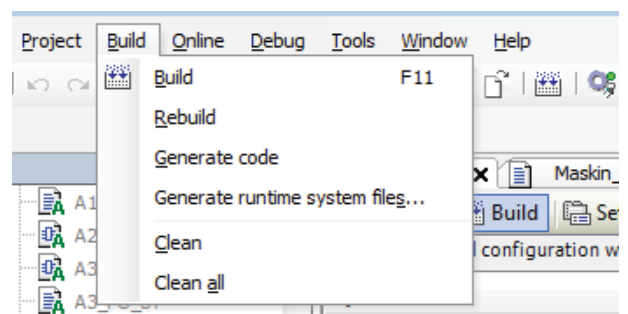 Project Build Online Debug Tools Window Help
Build F11
Rebuild
Generate code
Generate runtime system files...
Clean
Clean all
Maskin_
Build
configuration w
A1
A2
A3